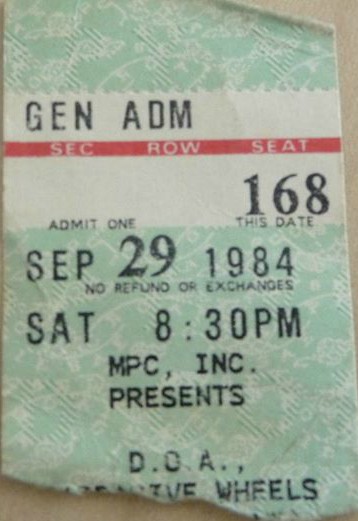 GEN ADM
SEC ROW SEAT
168
ADMIT ONE THIS DATE
SEP 29 1984
NO REFUND OR EXCHANGES
SAT 8:30PM
MPC, INC.
PRESENTS
D.O.A.,
WHEELS